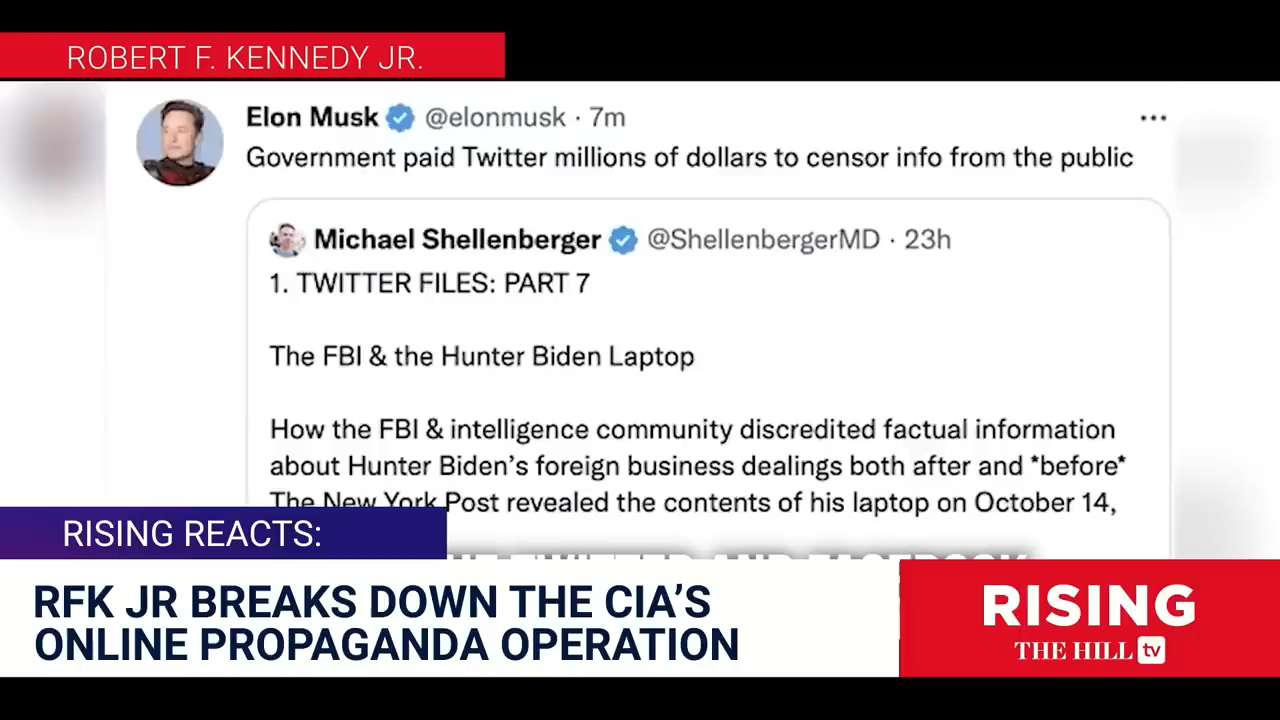 ROBERT F. KENNEDY JR.
Elon Musk @elonmusk · 7m
Government paid Twitter millions of dollars to censor info from the public
Michael Shellenberger @ShellenbergerMD · 23h
1. TWITTER FILES: PART 7
The FBI & the Hunter Biden Laptop
How the FBI & intelligence community discredited factual information
about Hunter Biden's foreign business dealings both after and *before*
The New York Post revealed the contents of his laptop on October 14,
RISING REACTS:
RFK JR BREAKS DOWN THE CIA'S
ONLINE PROPAGANDA OPERATION
RISING
THE HILL tv